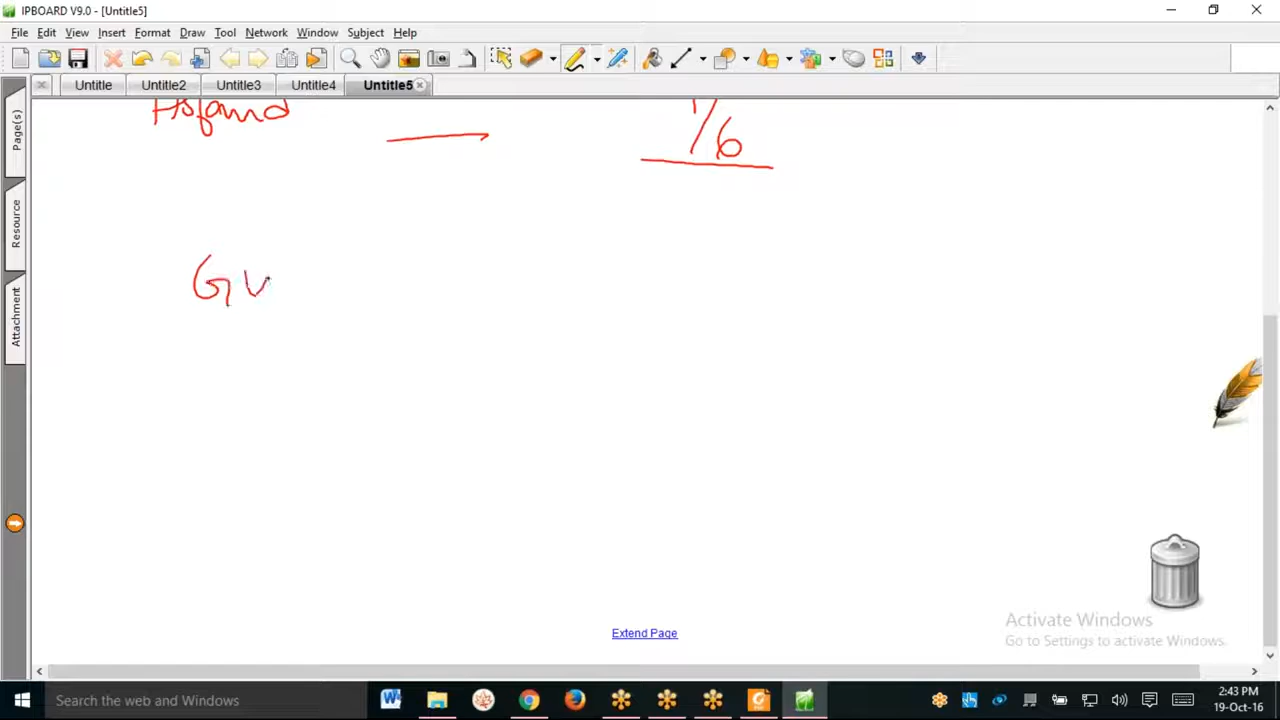 IPBOARD V9.0 - [Untitle5]
File Edit View Insert Format Draw Tool Network Window Subject Help
Untitle Untitle2 Untitle3 Untitle4 Untitle5
Page(s)
Resource
Attachment
1/6
G
Extend Page
Activate Windows
Go to Settings to activate Windows.
Search the web and Windows
2:43 PM
19-Oct-16